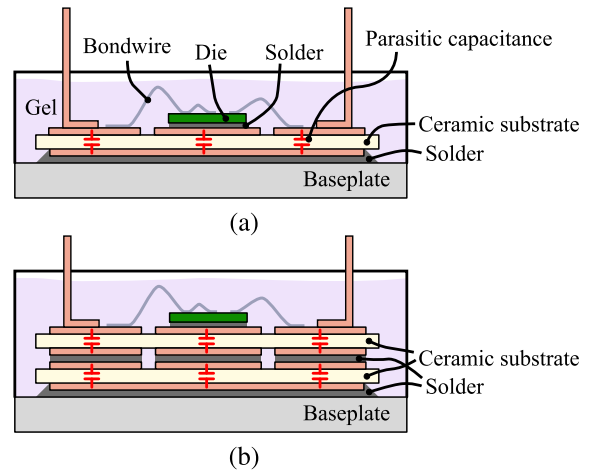 Bondwire
Die
Solder
Parasitic capacitance
Gel
Ceramic substrate
Solder
Baseplate
(a)
Ceramic substrate
Solder
Baseplate
(b)